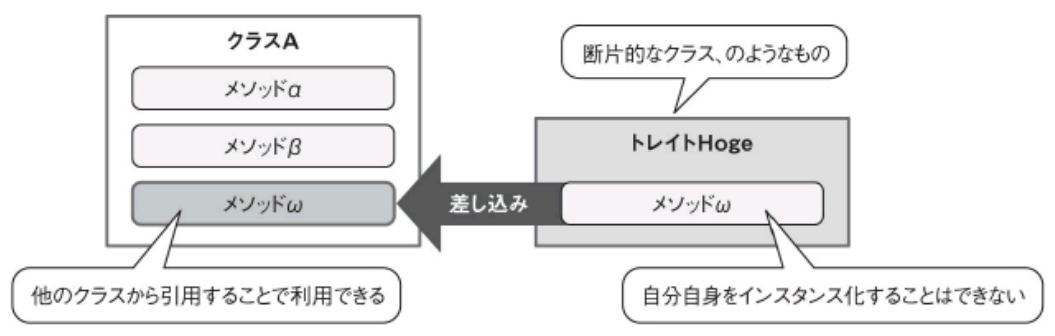 クラスA
メソッドα
メソッドβ
メソッドω
他のクラスから引用することで利用できる
差し込み
断片的なクラス、のようなもの
トレイトHoge
メソッドω
自分自身をインスタンス化することはできない